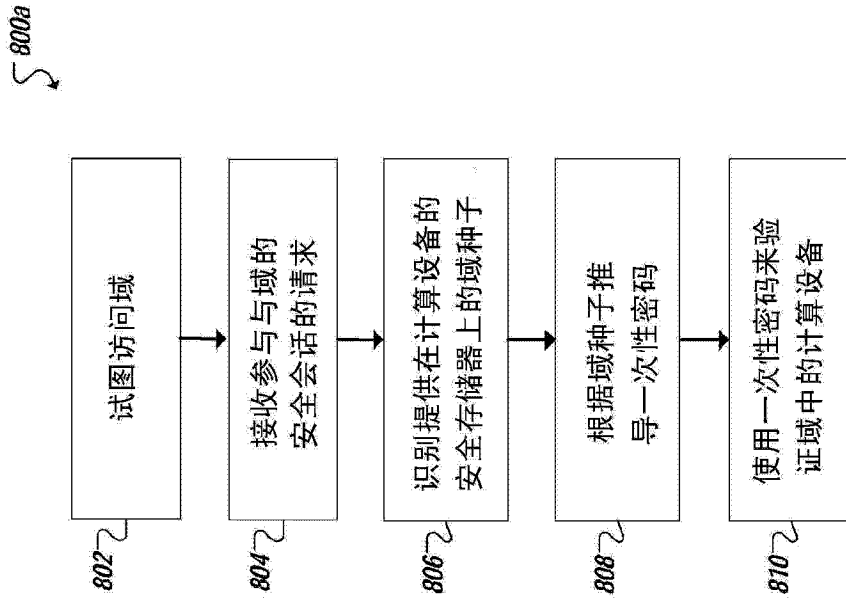 800a
802
试图访问域
804
接收参与与域的
安全会话的请求
806
识别提供在计算设备的
安全存储器上的域种子
808
根据域种子推
导一次性密码
810
使用一次性密码来验
证域中的计算设备